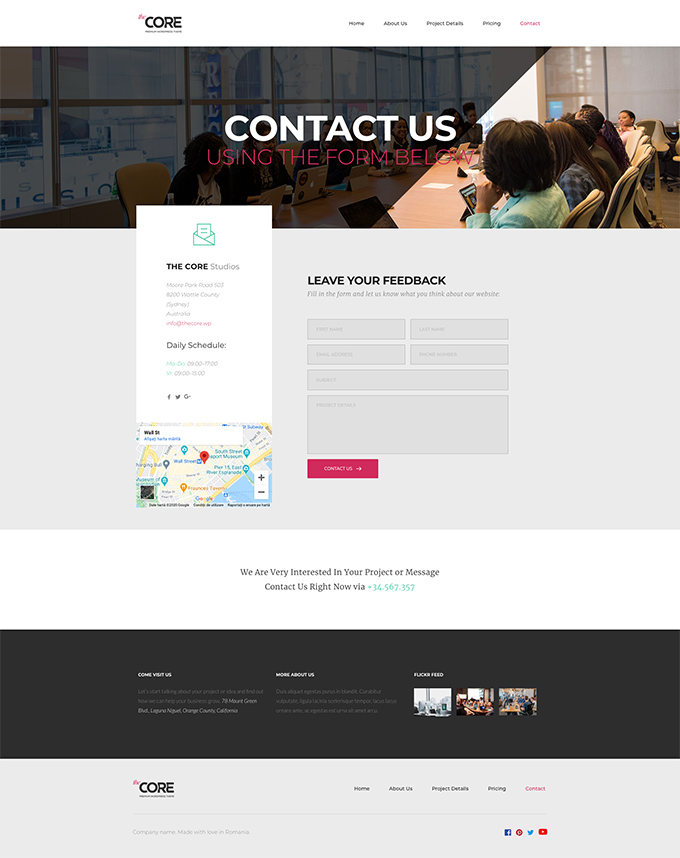 the
CORE
PREMIUM WORDPRESS THEME
Home
About Us
Project Details
Pricing
Contact
CONTACT US
USING THE FORM BELOW
THE CORE Studios
Moore Park Road 503
8200 Wattle County
(Sydney)
Australia
info@thecore.wp
Daily Schedule:
Ma-Do: 09:00-17:00
Vr: 09:00-15:00
LEAVE YOUR FEEDBACK
Fill in the form and let us know what you think about our website.
FIRST NAME
LAST NAME
EMAIL ADDRESS
PHONE NUMBER
SUBJECT
PROJECT DETAILS
CONTACT US
Wall St
Afișați harta mărită
South Street
Seaport Museum
Wall Street
Charging Bull
Pier 15, East
River Esplanade
Museum of
Fraunces Tavern
Google
Date hartă ©2020 Google
Condiții de utilizare
Raportați o eroare pe hartă
We Are Very Interested In Your Project or Message
Contact Us Right Now via +34.567.357
COME VISIT US
Let's start talking about your project or idea and find out
how we can help your business grow. 78 Mount Green
Blvd., Laguna Niguel, Orange County, California
MORE ABOUT US
Duis aliquet egestas purus in blandit. Curabitur
vulputate, ligula lacinia scelerisque tempor, lacus lacus
ornare ante, ac egestas est urna sit amet arcu.
FLICKR FEED
the
CORE
PREMIUM WORDPRESS THEME
Home
About Us
Project Details
Pricing
Contact
Company name. Made with love in Romania